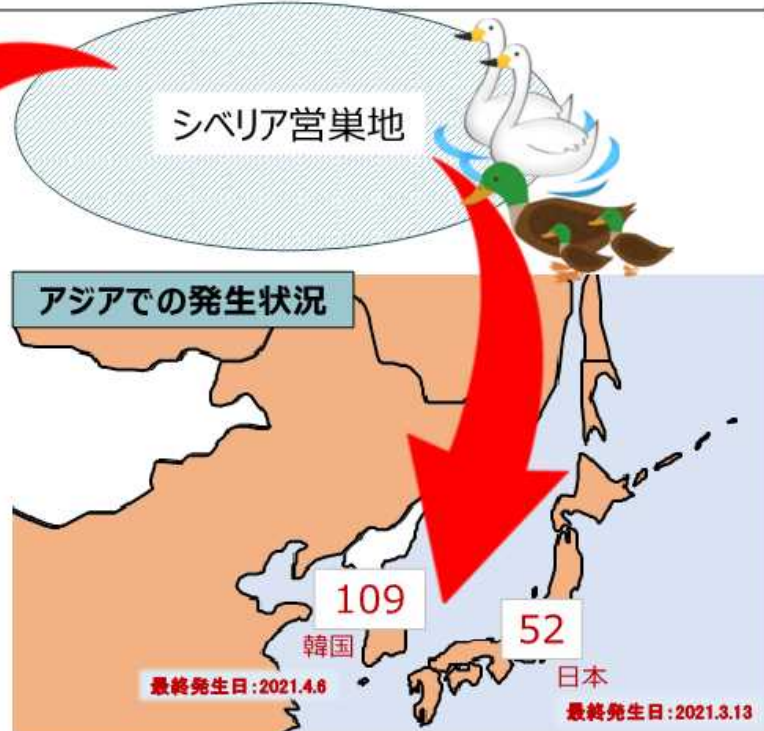 シベリア営巣地
アジアでの発生状況
109
韓国
最終発生日:2021.4.6
52
日本
最終発生日:2021.3.13